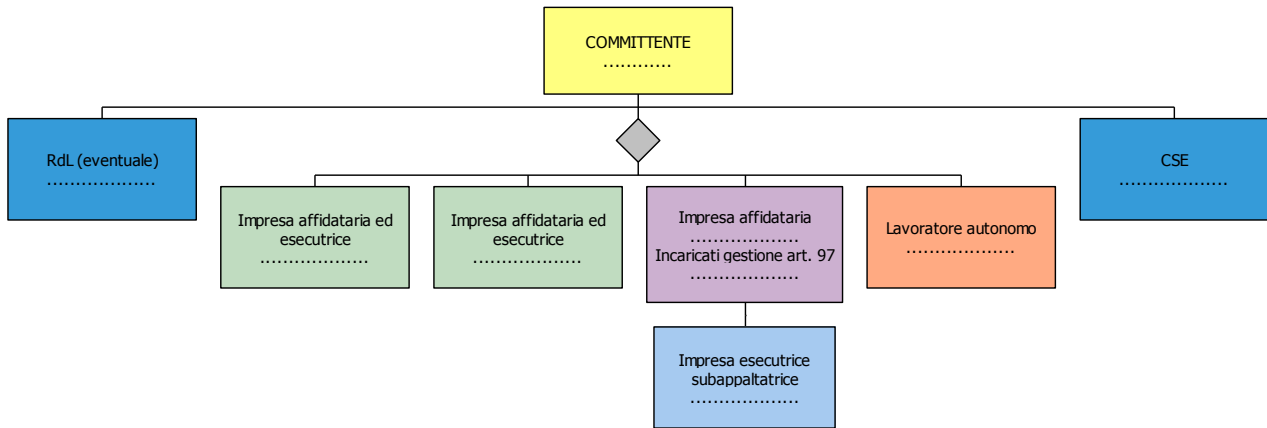 COMMITTENTE
............
RdL (eventuale)
...................
CSE
...................
Impresa affidataria ed
esecutrice
...................
Impresa affidataria ed
esecutrice
...................
Impresa affidataria
...................
Incaricati gestione art. 97
...................
Lavoratore autonomo
...................
Impresa esecutrice
subappaltatrice
...................